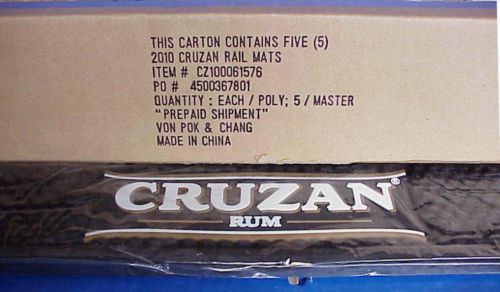 THIS CARTON CONTAINS FIVE (5)
2010 CRUZAN RAIL MATS
ITEM # CZ100061576
PO # 4500367801
QUANTITY : EACH / POLY; 5 / MASTER
"PREPAID SHIPMENT"
VON POK & CHANG
MADE IN CHINA
CRUZAN®
RUM